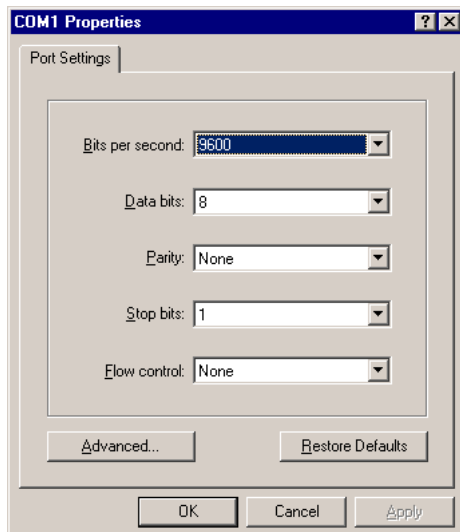 COM1 Properties
Port Settings
Bits per second: 9600
Data bits: 8
Parity: None
Stop bits: 1
Flow control: None
Advanced... Restore Defaults
OK Cancel Apply